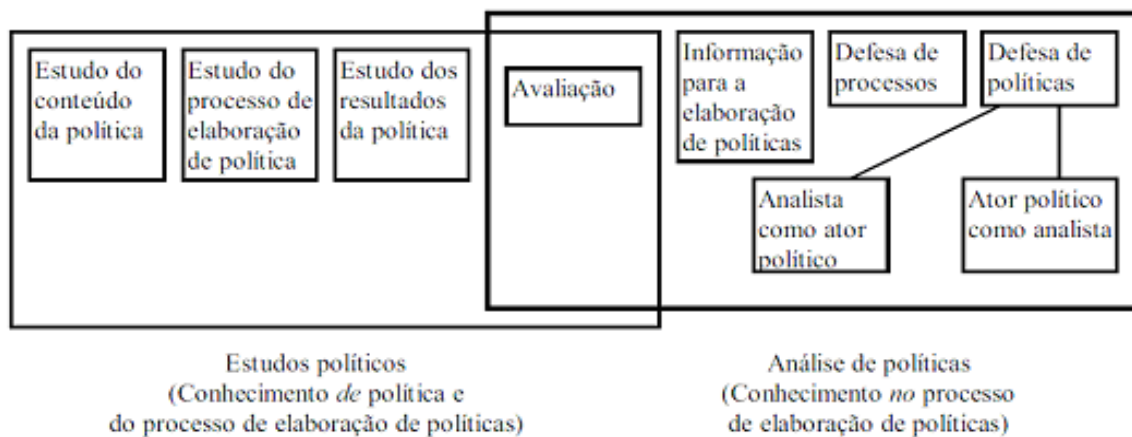 Estudo do
conteúdo
da política
Estudo do
processo de
elaboração
de política
Estudo dos
resultados
da política
Avaliação
Informação
para a
elaboração
de políticas
Defesa de
processos
Defesa de
políticas
Analista
como ator
político
Ator político
como analista
Estudos políticos
(Conhecimento de política e
do processo de elaboração de políticas)
Análise de políticas
(Conhecimento no processo
de elaboração de políticas)